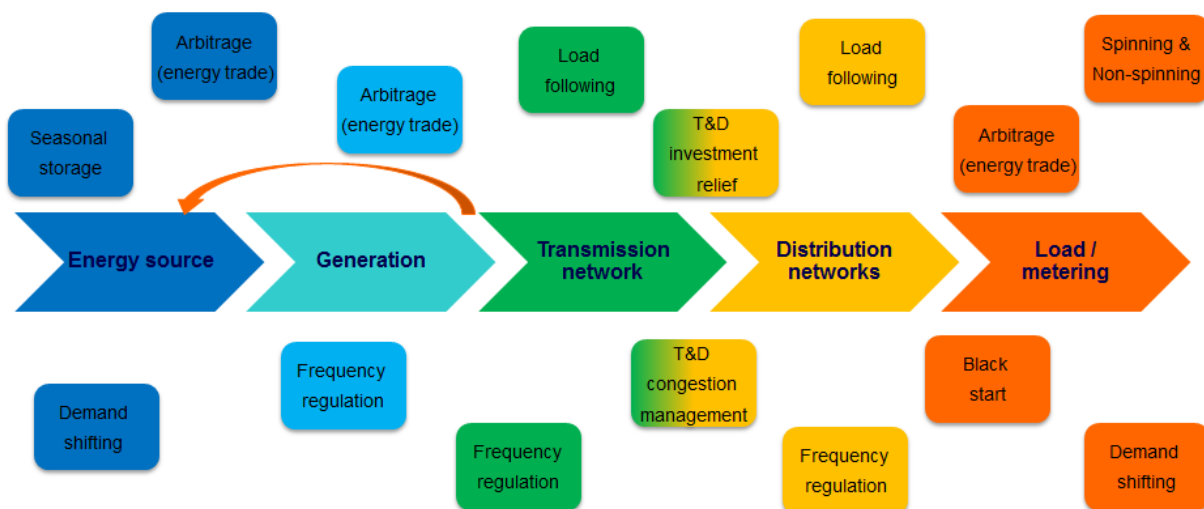 Arbitrage
(energy trade)
Load
following
Load
following
Spinning &
Non-spinning
Arbitrage
(energy trade)
Seasonal
storage
T&D
investment
relief
Arbitrage
(energy trade)
Energy source
Generation
Transmission
network
Distribution
networks
Load /
metering
Frequency
regulation
T&D
congestion
management
Black
start
Demand
shifting
Frequency
regulation
Frequency
regulation
Demand
shifting